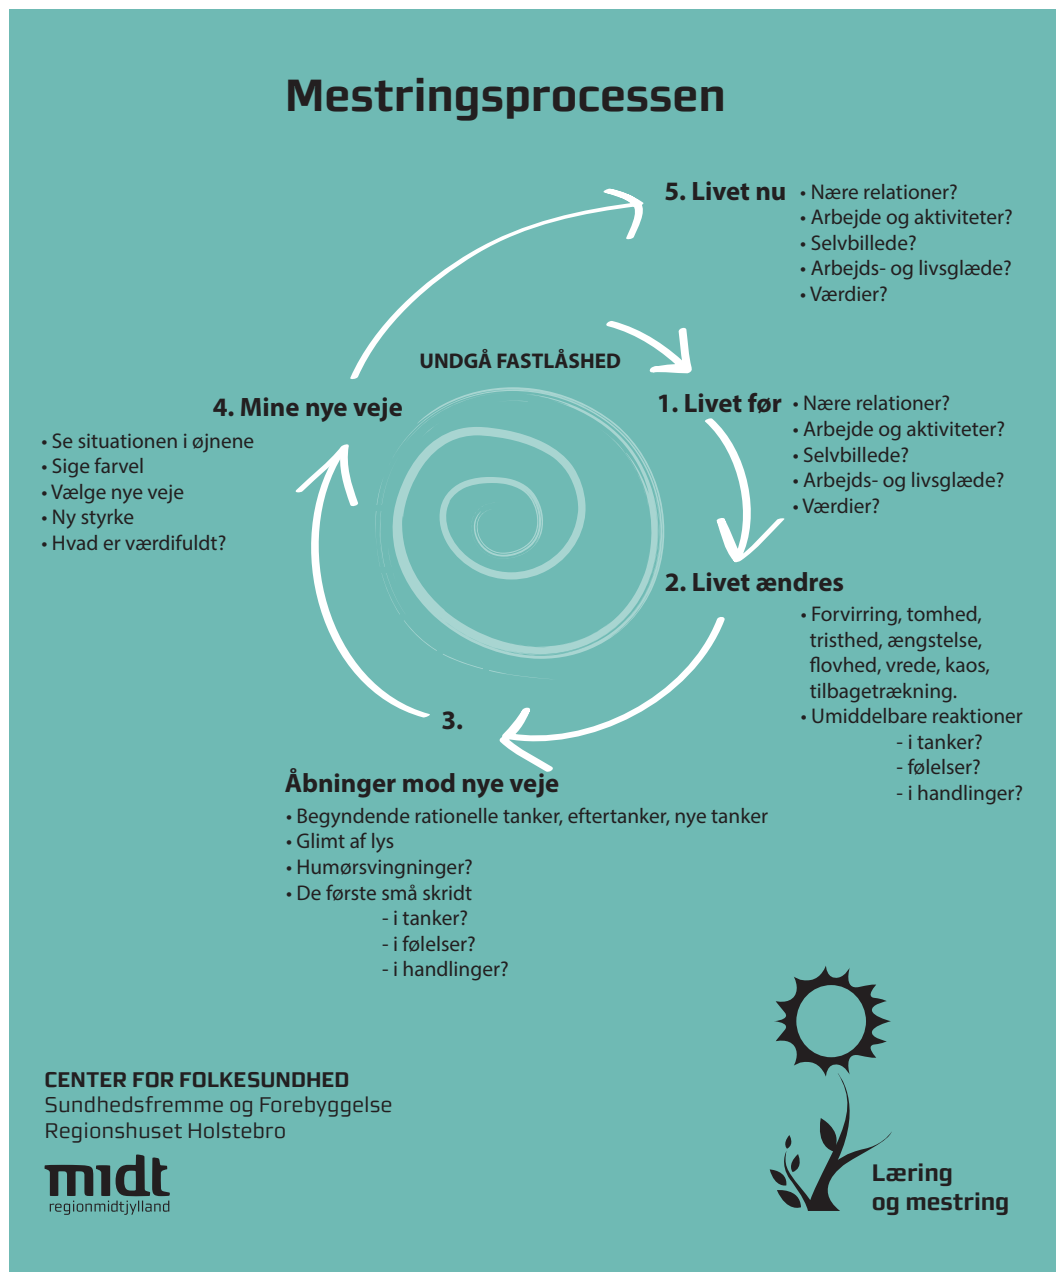 Mestringsprocessen
5. Livet nu
• Nære relationer?
• Arbejde og aktiviteter?
• Selvbillede?
• Arbejds- og livsglæde?
• Værdier?
UNDGÅ FASTLÅSHED
1. Livet før
• Nære relationer?
• Arbejde og aktiviteter?
• Selvbillede?
• Arbejds- og livsglæde?
• Værdier?
2. Livet ændres
• Forvirring, tomhed,
tristhed, ængstelse,
flovhed, vrede, kaos,
tilbagetrækning.
• Umiddelbare reaktioner
- i tanker?
- følelser?
- i handlinger?
3.
Åbninger mod nye veje
• Begyndende rationelle tanker, eftertanker, nye tanker
• Glimt af lys
• Humørsvingninger?
• De første små skridt
- i tanker?
- i følelser?
- i handlinger?
4. Mine nye veje
• Se situationen i øjnene
• Sige farvel
• Vælge nye veje
• Ny styrke
• Hvad er værdifuldt?
CENTER FOR FOLKESUNDHED
Sundhedsfremme og Forebyggelse
Regionshuset Holstebro
midt
regionmidtjylland
Læring
og mestring